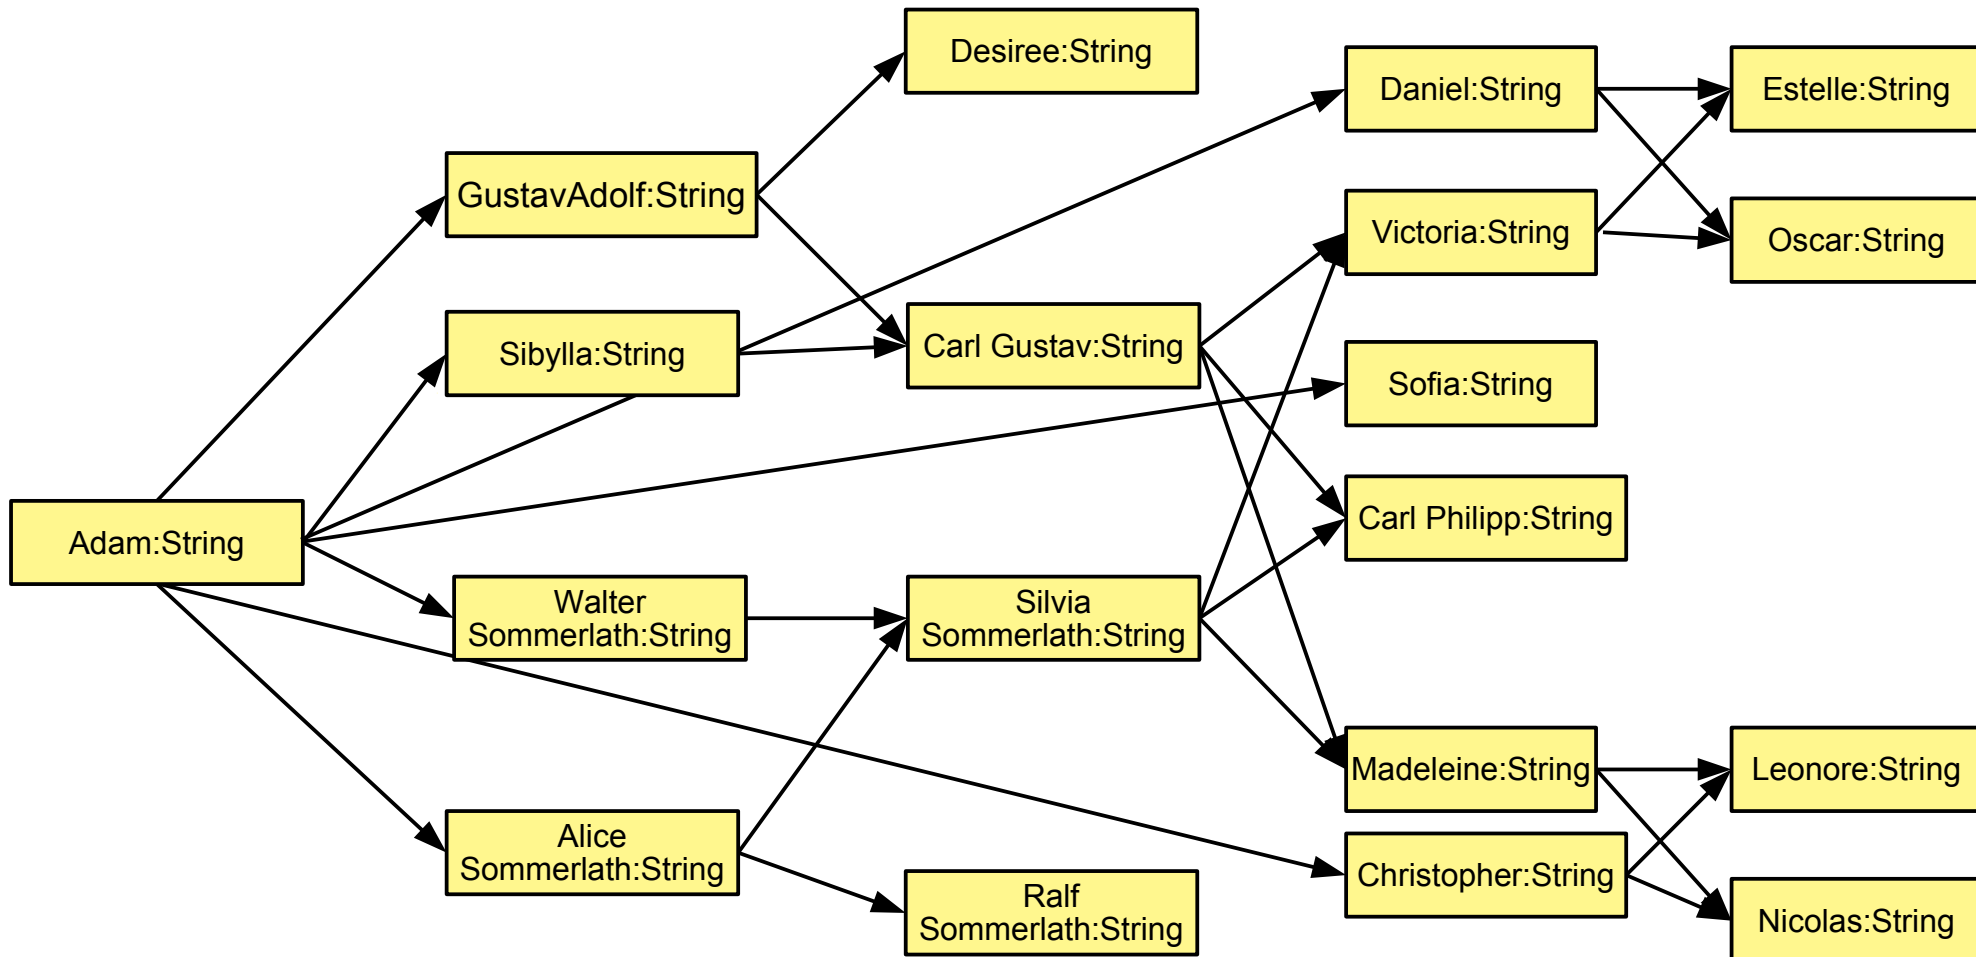 Desiree:String
Daniel:String
Estelle:String
GustavAdolf:String
Victoria:String
Oscar:String
Sibylla:String
Carl Gustav:String
Sofia:String
Adam:String
Carl Philipp:String
Walter
Sommerlath:String
Silvia
Sommerlath:String
Madeleine:String
Leonore:String
Alice
Sommerlath:String
Christopher:String
Ralf
Sommerlath:String
Nicolas:String